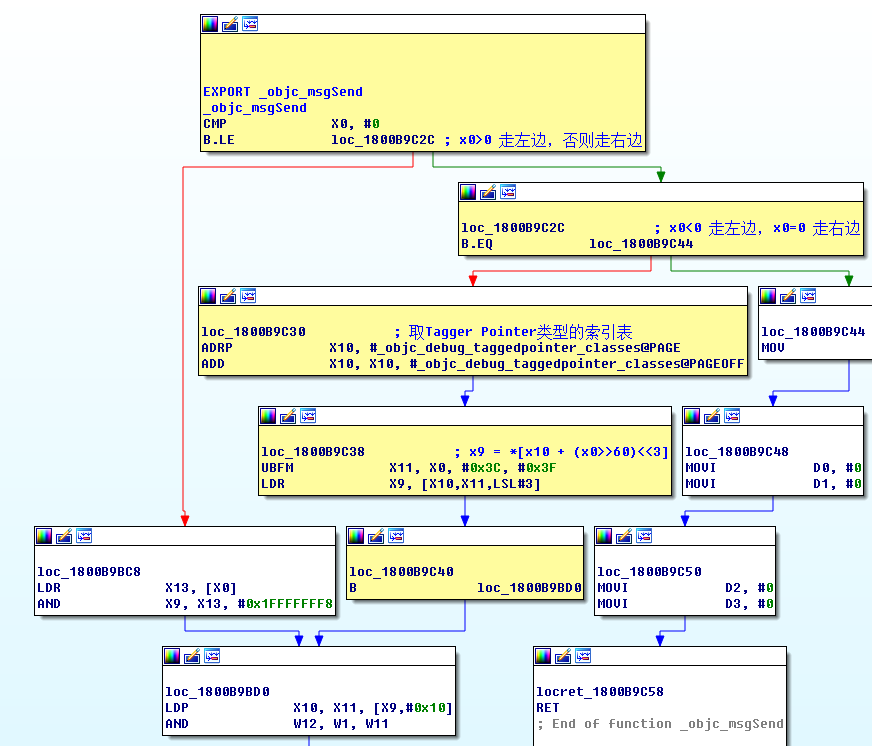 EXPORT _objc_msgSend
_objc_msgSend
CMP X0, #0
B.LE loc_1800B9C2C ; x0>0 走左边，否则走右边
loc_1800B9C2C ; x0<0 走左边，x0=0 走右边
B.EQ loc_1800B9C44
loc_1800B9C30 ; 取Tagger Pointer类型的索引表
ADRP X10, #_objc_debug_taggedpointer_classes@PAGE
ADD X10, X10, #_objc_debug_taggedpointer_classes@PAGEOFF
loc_1800B9C44
MOV
loc_1800B9C38 ; x9 = *[x10 + (x0>>60)<<3]
UBFM X11, X0, #0x3C, #0x3F
LDR X9, [X10,X11,LSL#3]
loc_1800B9C48
MOVI D0, #0
MOVI D1, #0
loc_1800B9BC8
LDR X13, [X0]
AND X9, X13, #0x1FFFFFFF8
loc_1800B9C40
B loc_1800B9BD0
loc_1800B9C50
MOVI D2, #0
MOVI D3, #0
loc_1800B9BD0
LDP X10, X11, [X9,#0x10]
AND W12, W1, W11
locret_1800B9C58
RET
; End of function _objc_msgSend